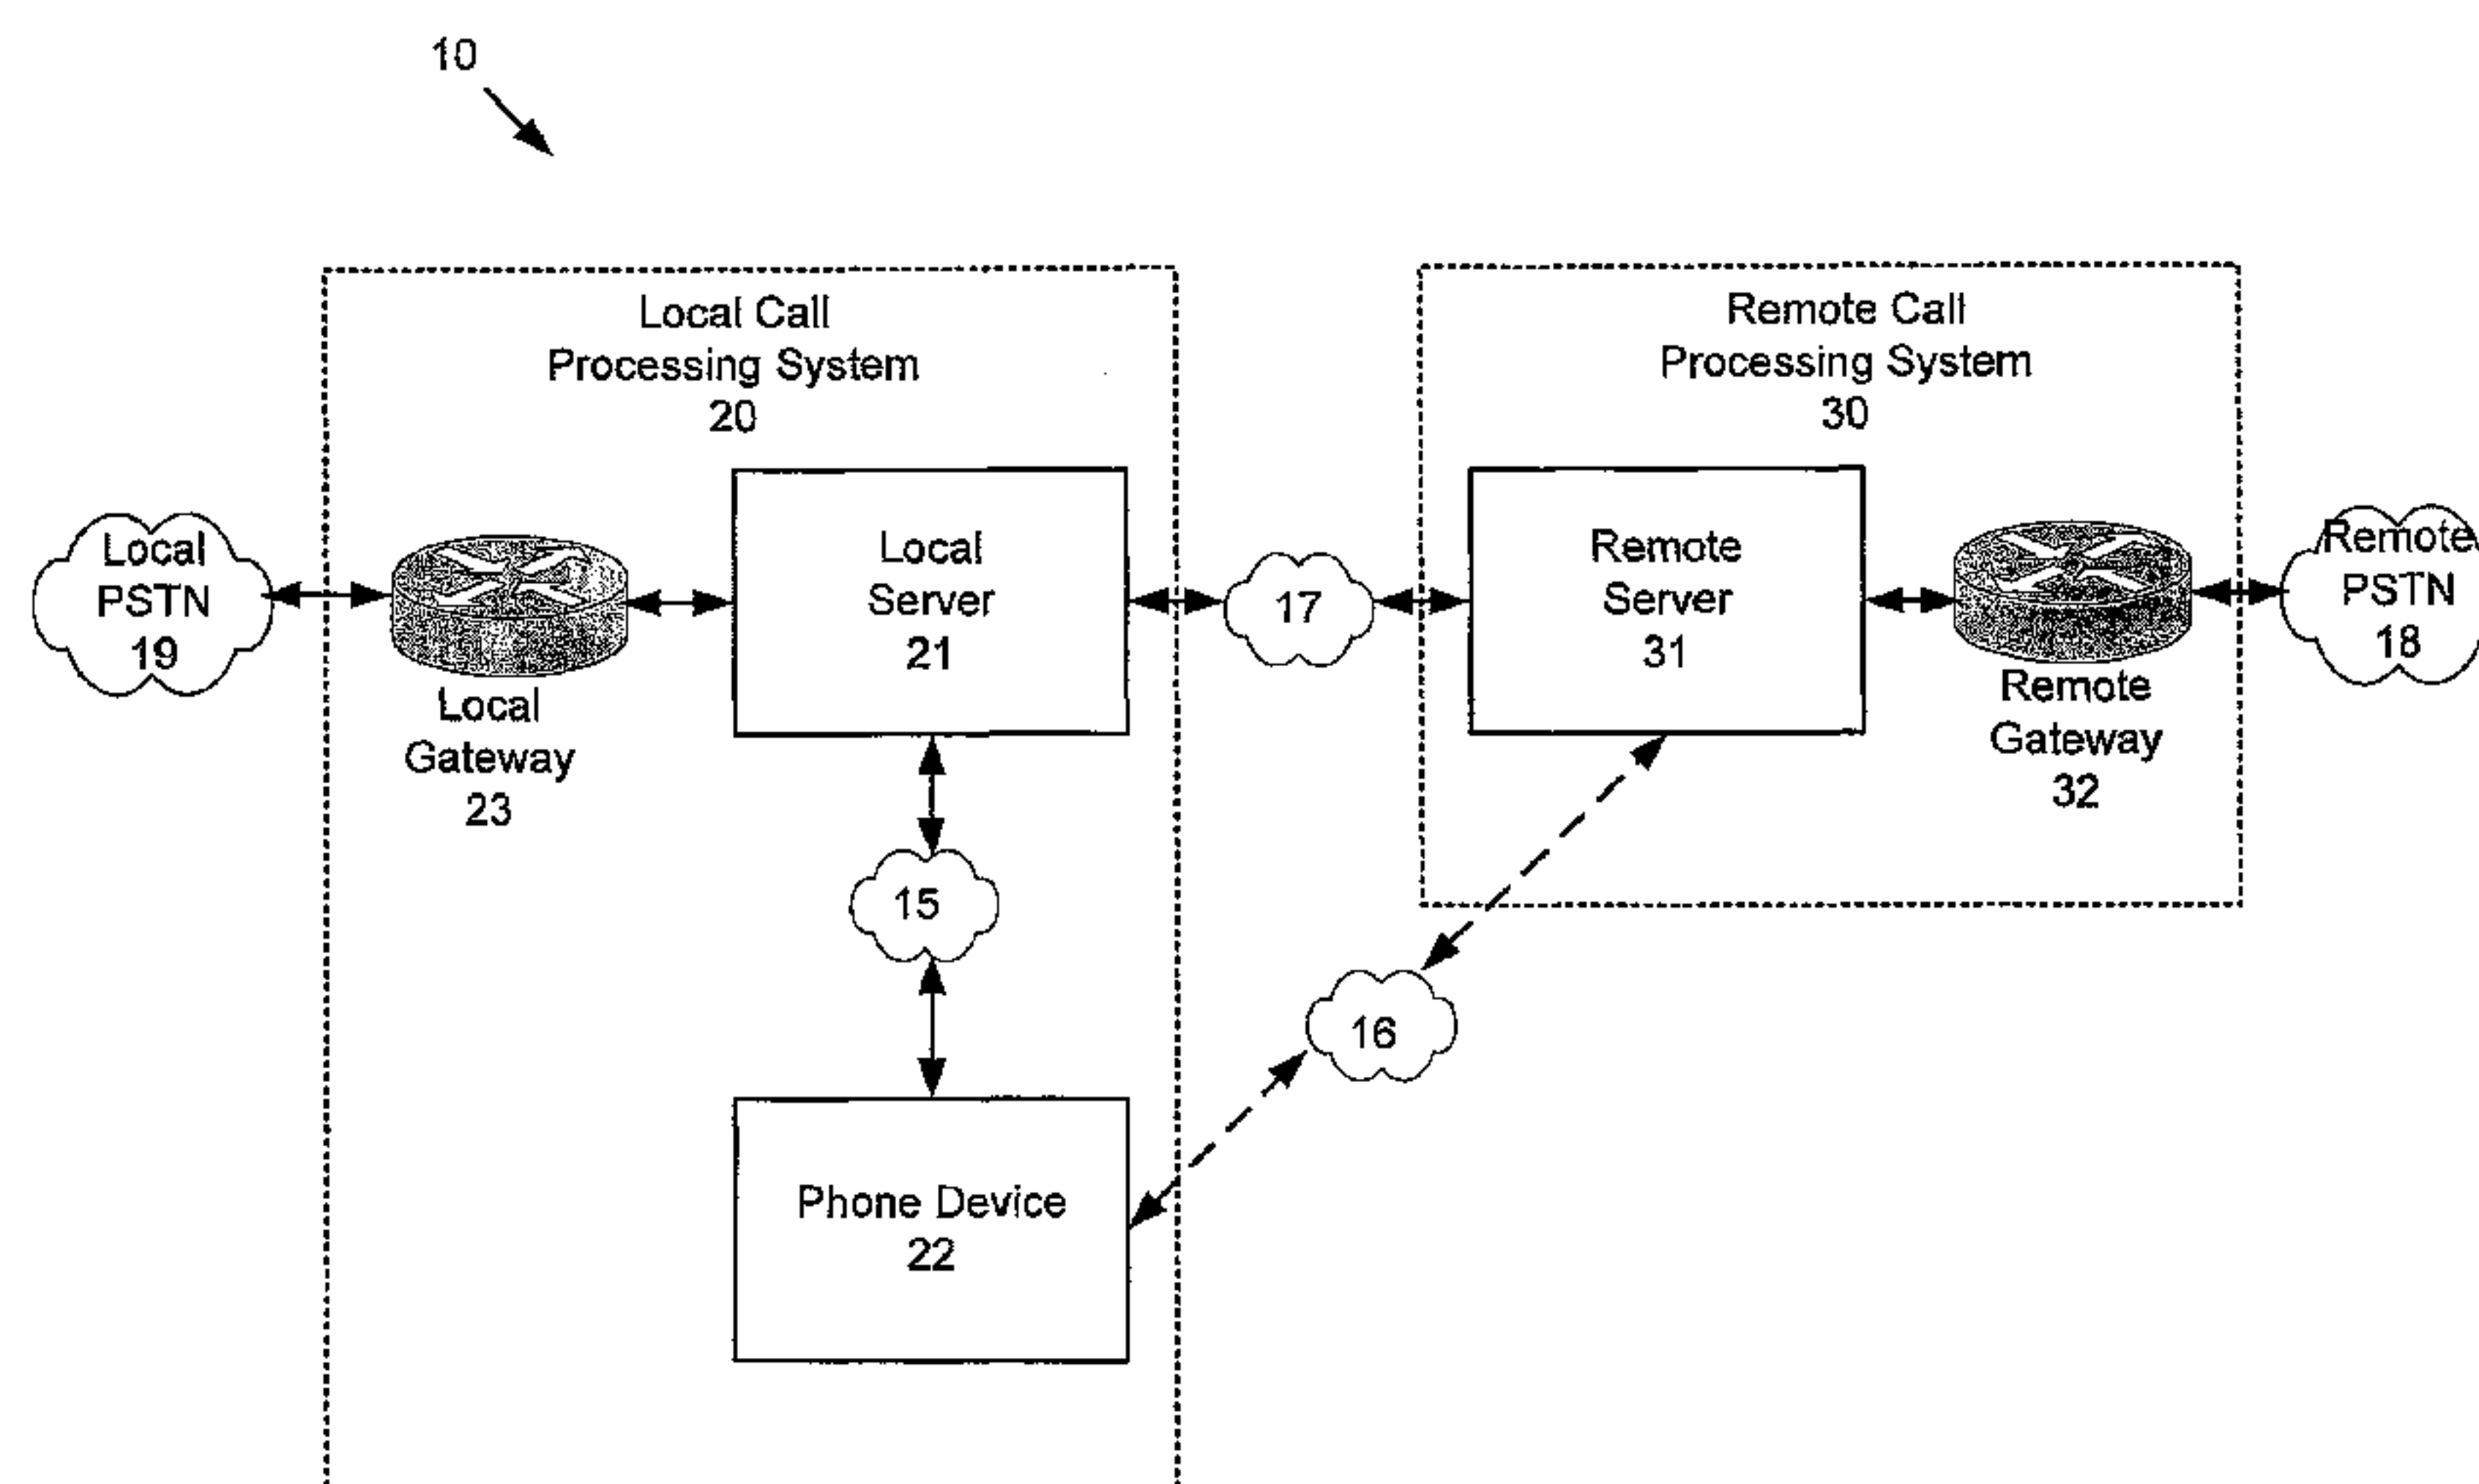 10
Local Call
Processing System
20
Remote Call
Processing System
30
Local
PSTN
19
Local
Gateway
23
Local
Server
21
17
Remote
Server
31
Remote
Gateway
32
Remote
PSTN
18
15
16
Phone Device
22